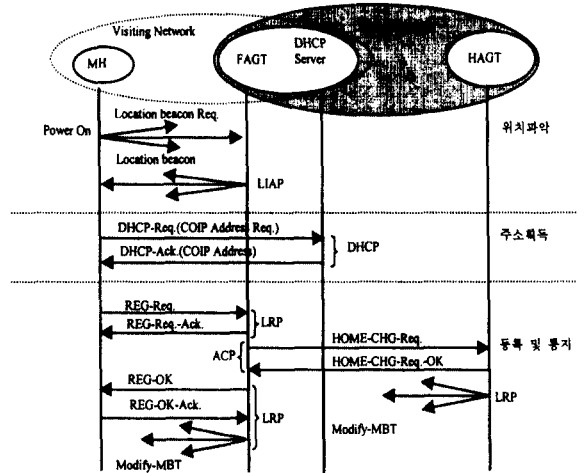 Visiting Network
MH
FAGT
DHCP
Server
HAGT
Power On
Location beacon Req.
위치파악
Location beacon
LIAP
DHCP-Req.(COIP Address Req.)
주소획득
DHCP-Ack.(COIP Address)
DHCP
REG-Req.
REG-Req.-Ack.
LRP
HOME-CHG-Req.
등록 및 통지
ACP
HOME-CHG-Req.-OK
REG-OK
LRP
REG-OK-Ack.
LRP
Modify-MBT
Modify-MBT